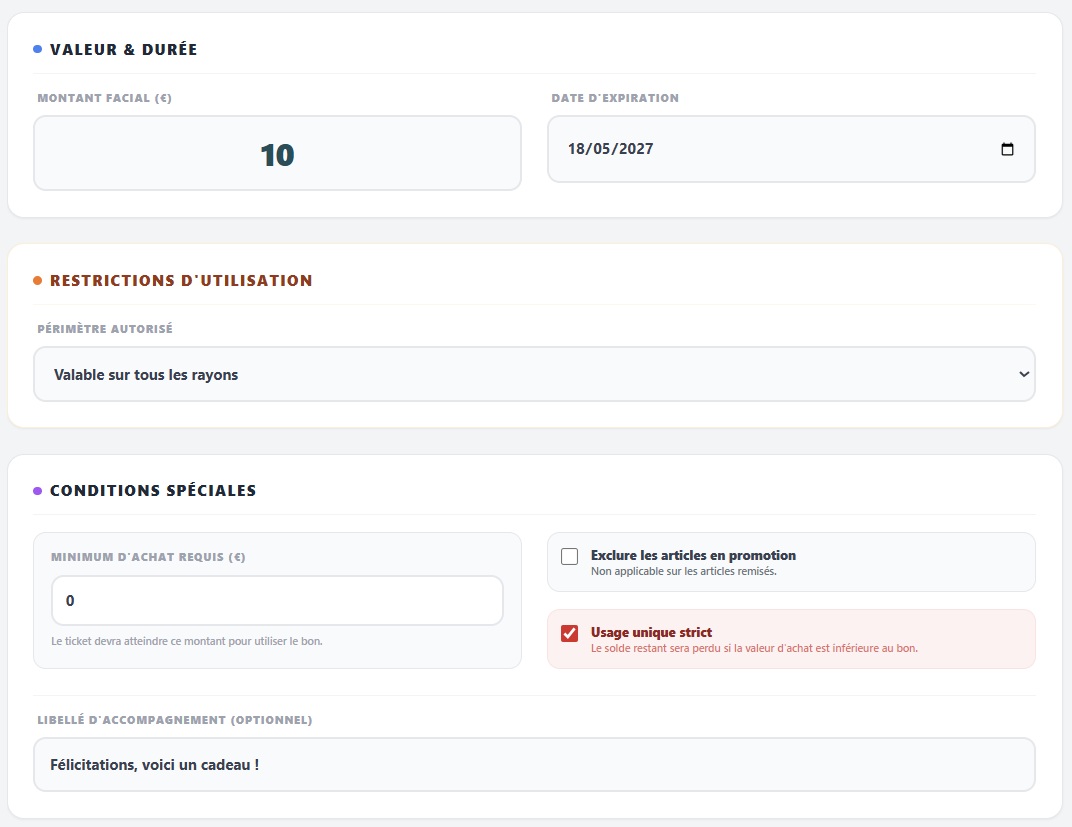 VALEUR & DURÉE
MONTANT FACIAL (€)
10
DATE D'EXPIRATION
18/05/2027
RESTRICTIONS D'UTILISATION
PÉRIMÈTRE AUTORISÉ
Valable sur tous les rayons
CONDITIONS SPÉCIALES
MINIMUM D'ACHAT REQUIS (€)
0
Le ticket devra atteindre ce montant pour utiliser le bon.
Exclure les articles en promotion
Non applicable sur les articles remisés.
Usage unique strict
Le solde restant sera perdu si la valeur d'achat est inférieure au bon.
LIBELLÉ D'ACCOMPAGNEMENT (OPTIONNEL)
Félicitations, voici un cadeau !